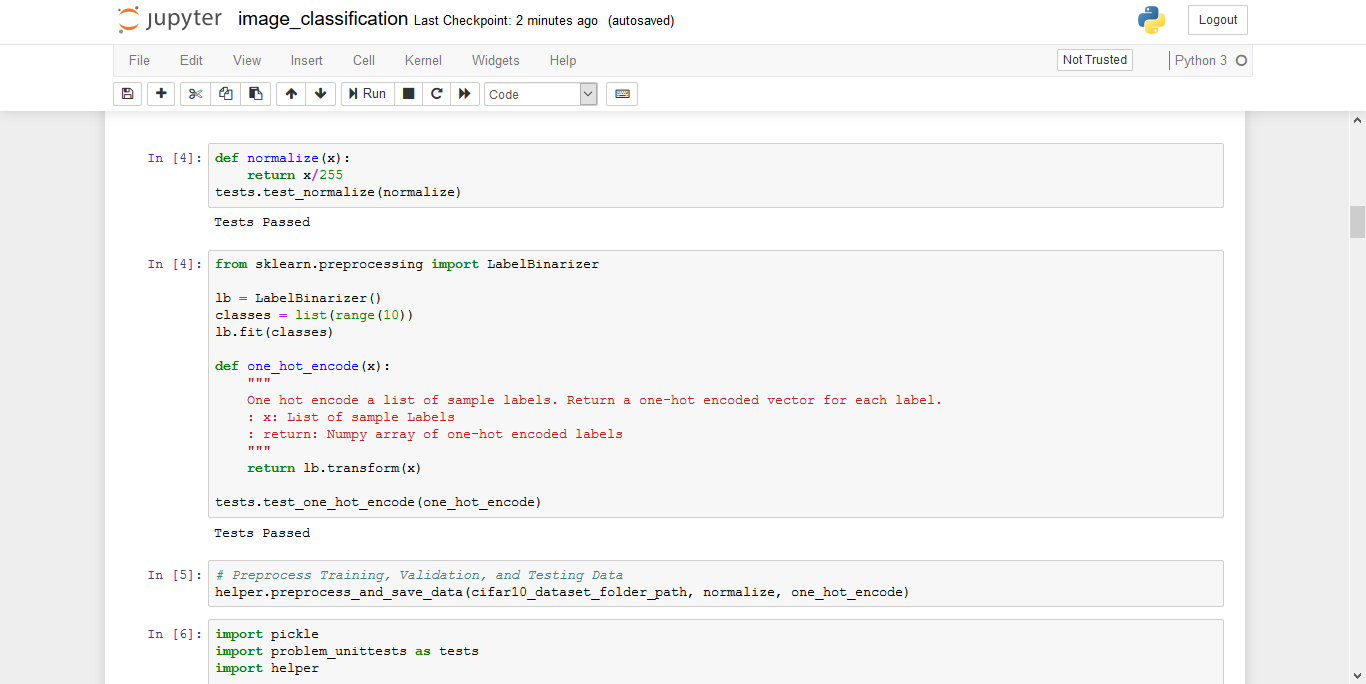 jupyter image_classification Last Checkpoint: 2 minutes ago (autosaved) Logout
File Edit View Insert Cell Kernel Widgets Help Not Trusted Python 3
Run Code
In [4]: def normalize(x):
    return x/255
tests.test_normalize(normalize)
Tests Passed
In [4]: from sklearn.preprocessing import LabelBinarizer
lb = LabelBinarizer()
classes = list(range(10))
lb.fit(classes)
def one_hot_encode(x):
    """
    One hot encode a list of sample labels. Return a one-hot encoded vector for each label.
    : x: List of sample Labels
    : return: Numpy array of one-hot encoded labels
    """
    return lb.transform(x)
tests.test_one_hot_encode(one_hot_encode)
Tests Passed
In [5]: # Preprocess Training, Validation, and Testing Data
helper.preprocess_and_save_data(cifar10_dataset_folder_path, normalize, one_hot_encode)
In [6]: import pickle
import problem_unittests as tests
import helper